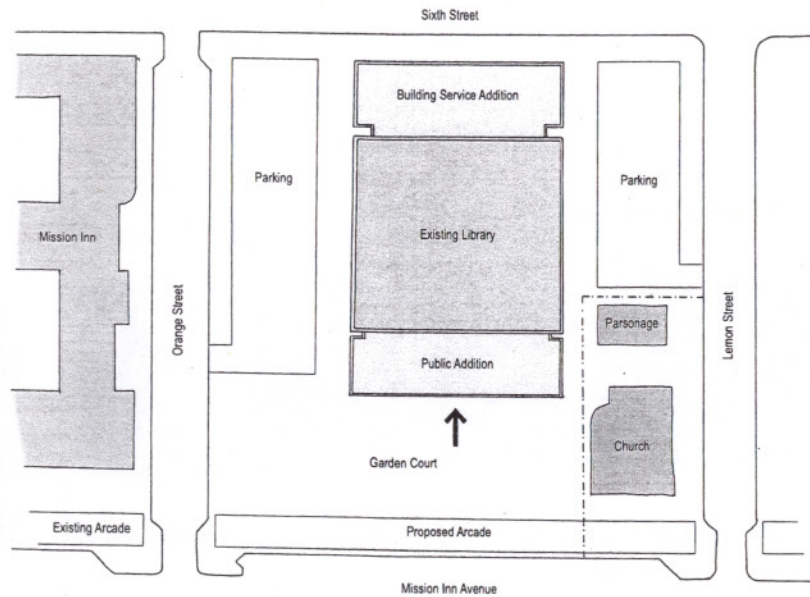 Sixth Street
Building Service Addition
Parking
Parking
Existing Library
Mission Inn
Orange Street
Lemon Street
Parsonage
Public Addition
Church
Garden Court
Existing Arcade
Proposed Arcade
Mission Inn Avenue